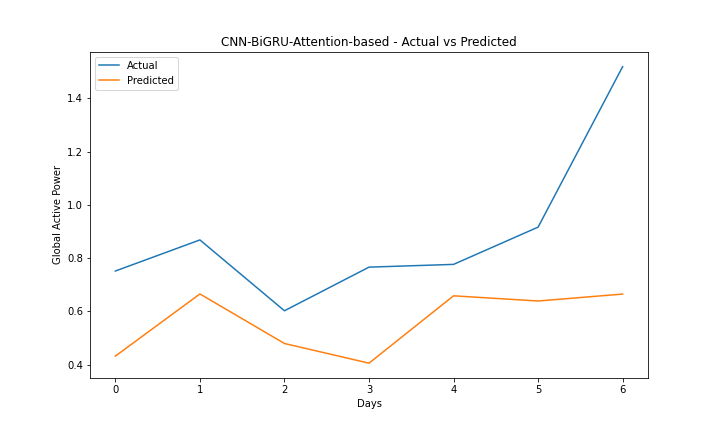 CNN-BiGRU-Attention-based - Actual vs Predicted
Actual
Predicted
Global Active Power
1.4
1.2
1.0
0.8
0.6
0.4
0 1 2 3 4 5 6
Days